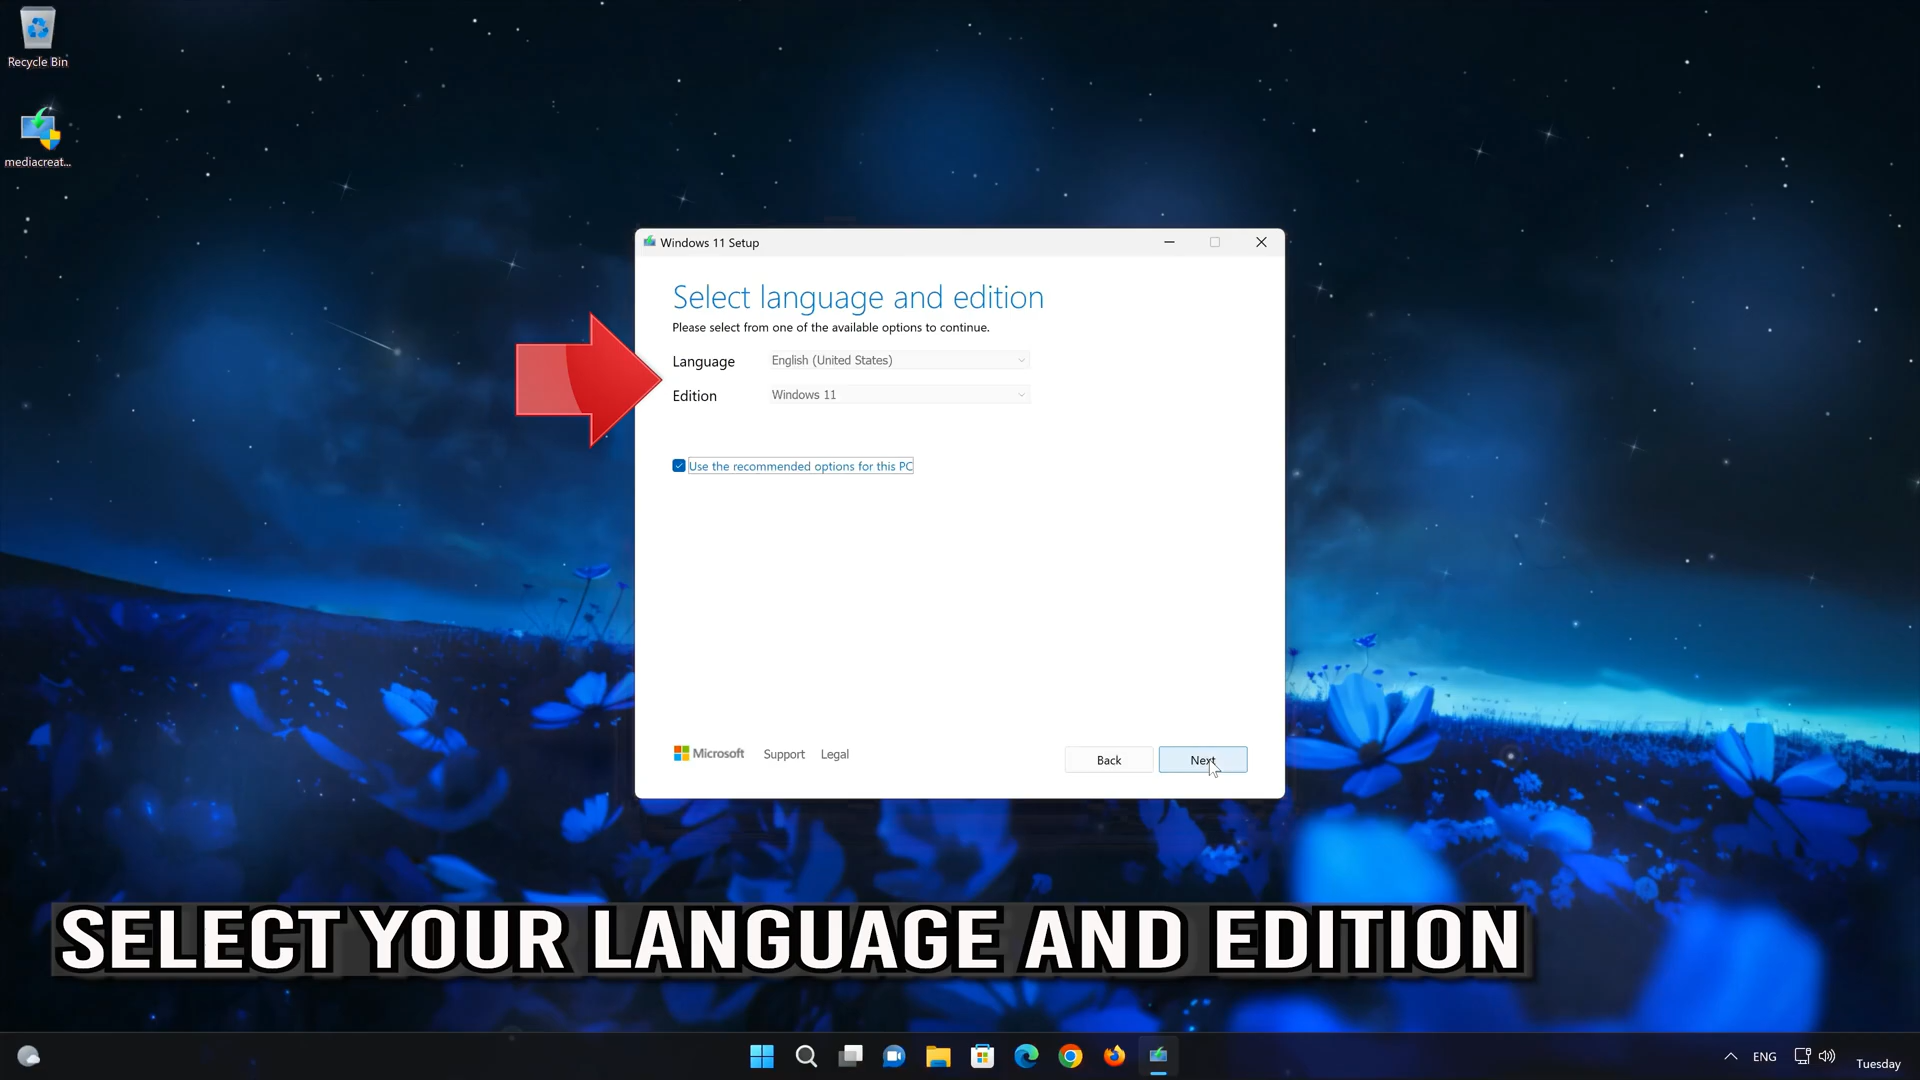 Recycle Bin
mediacreat...
Windows 11 Setup
Select language and edition
Please select from one of the available options to continue.
Language English (United States)
Edition Windows 11
Use the recommended options for this PC
Microsoft Support Legal
Back Next
SELECT YOUR LANGUAGE AND EDITION
ENG
Tuesday